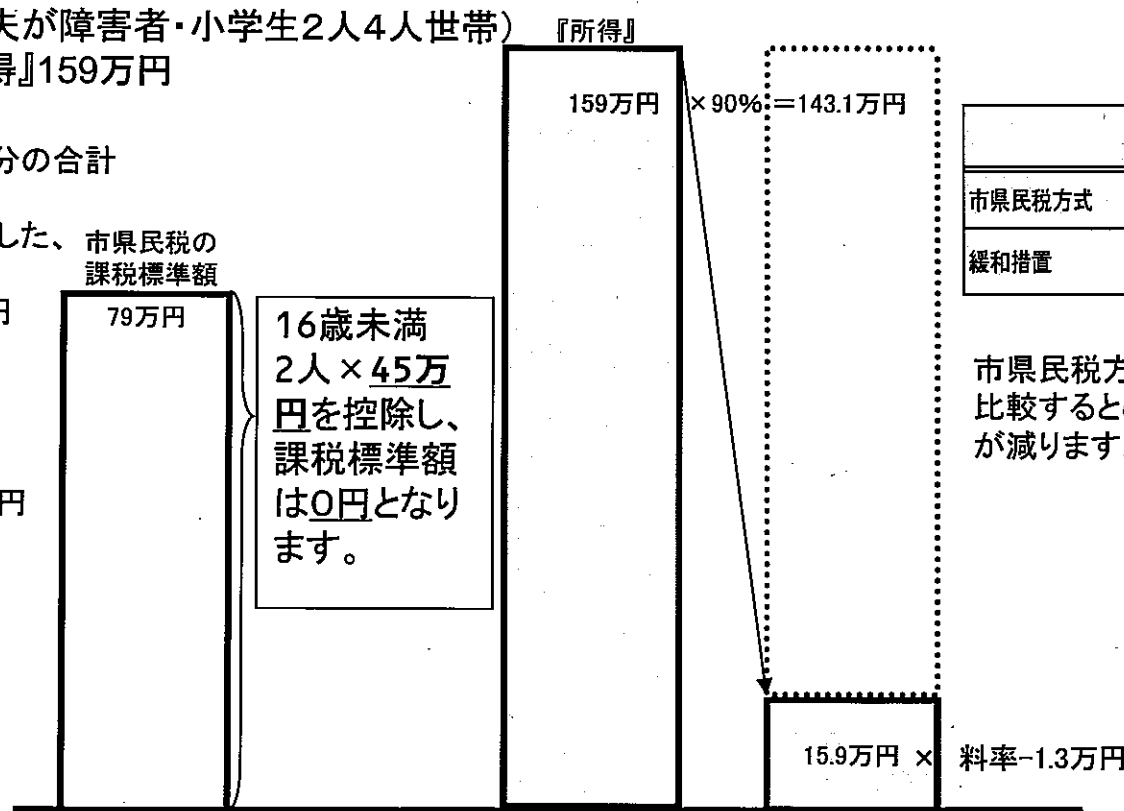 夫が障害者・小学生2人4人世帯)
得』159万円
分の合計
した、
円
円
市県民税の
課税標準額
79万円
16歳未満
2人×45万
円を控除し、
課税標準額
は0円となり
ます。
『所得』
159万円 ×90%=143.1万円
15.9万円 × 料率-1.3万円
市県民税方式
緩和措置
市県民税方
比較すると
が減ります